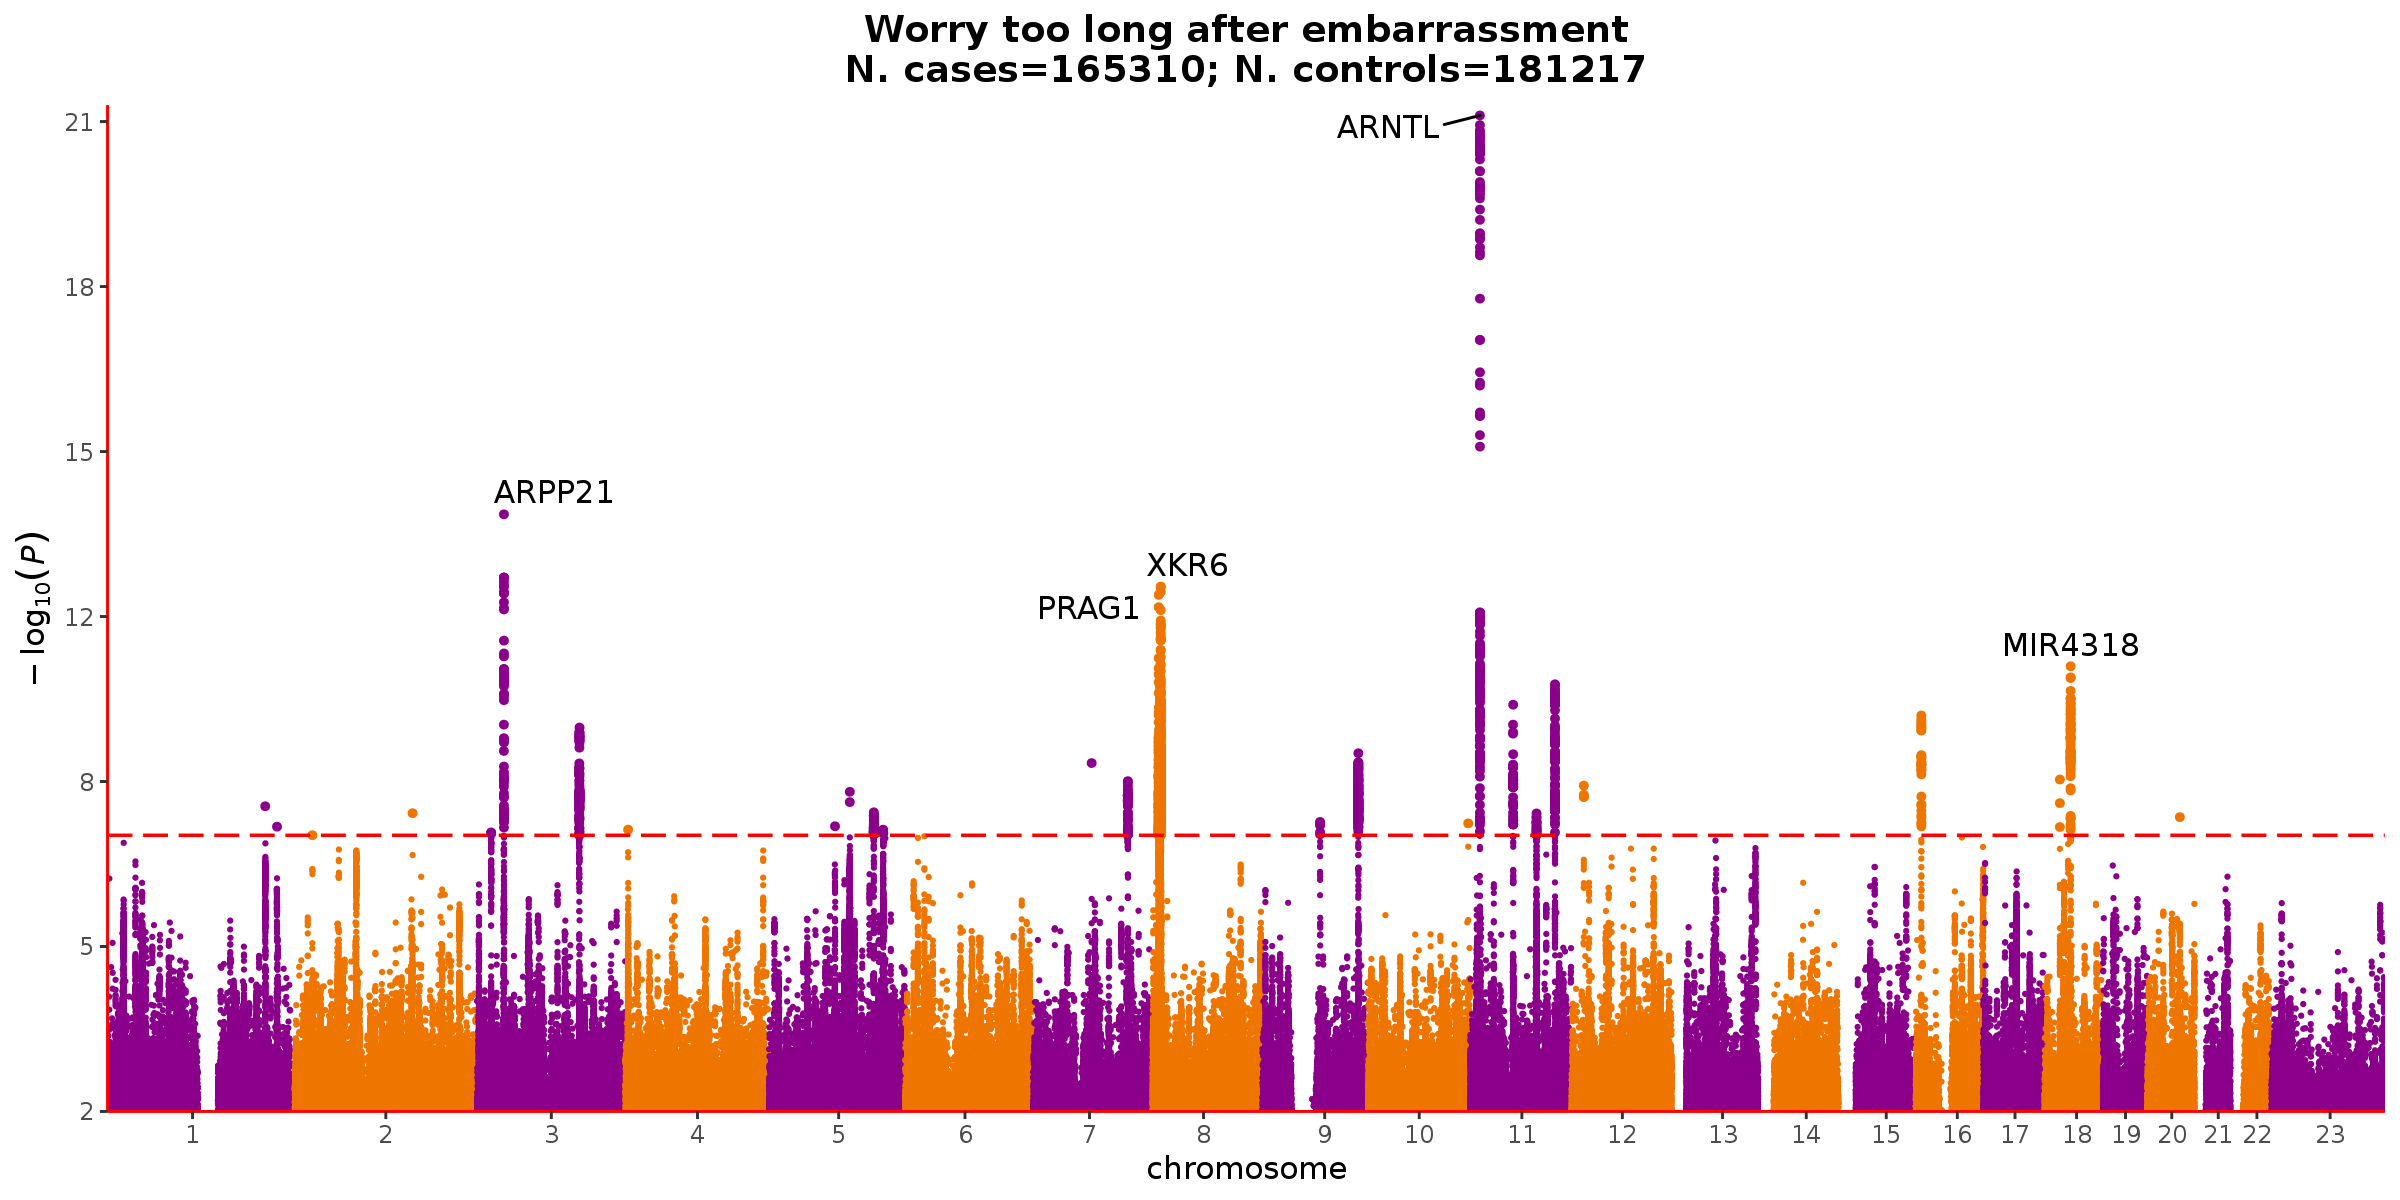 Worry too long after embarrassment
N. cases=165310; N. controls=181217
ARNTL
ARPP21
XKR6
PRAG1
MIR4318
− log10(P)
21
18
15
12
8
5
2
1 2 3 4 5 6 7 8 9 10 11 12 13 14 15 16 17 18 19 20 21 22 23
chromosome